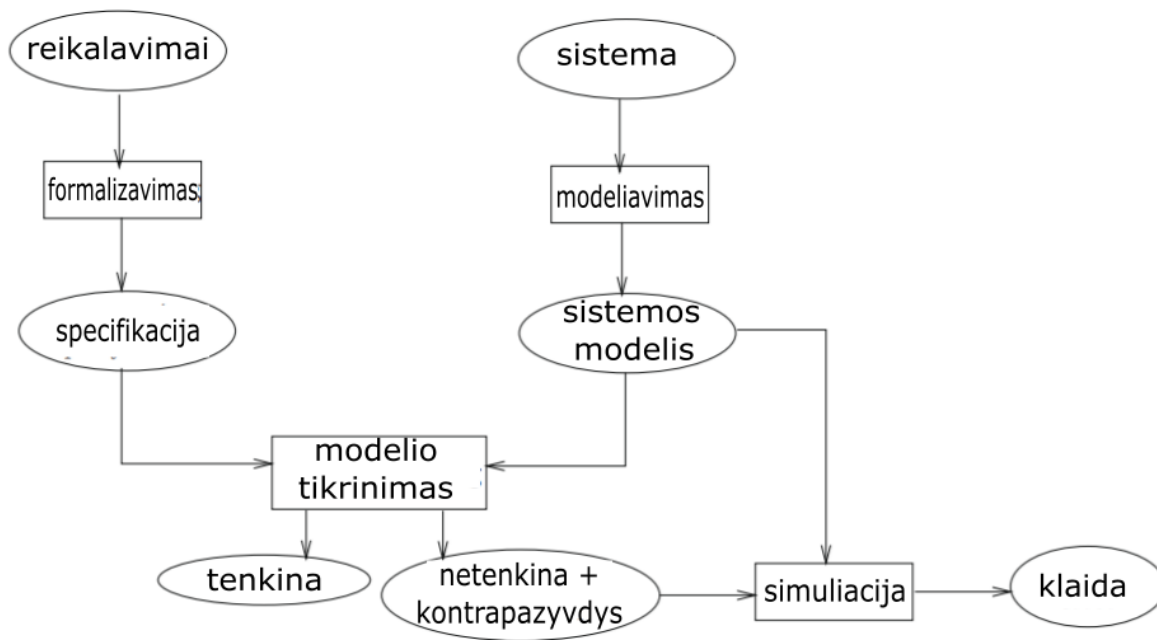 reikalavimai
sistema
formalizavimas;
modeliavimas
specifikacija
sistemos
modelis
modelio
tikrinimas
tenkina
netenkina +
kontrapazyvdys
simuliacija
klaida